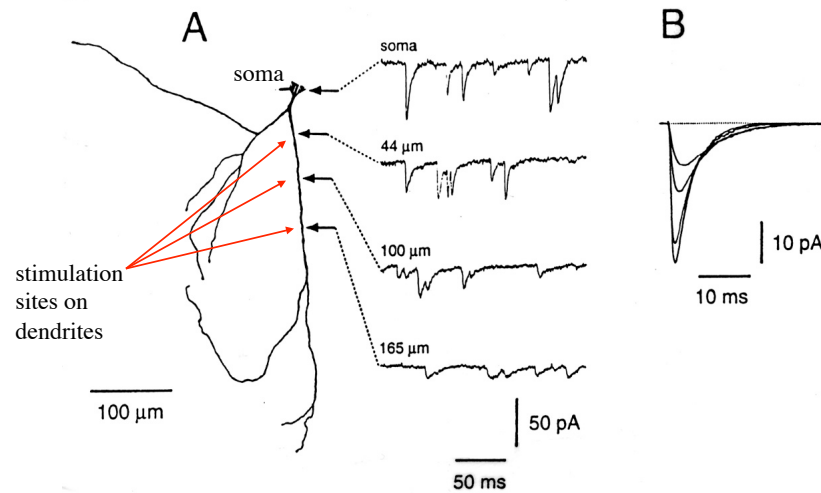 A
B
soma
soma
44 μm
100 μm
165 μm
stimulation
sites on
dendrites
100 μm
50 pA
50 ms
10 pA
10 ms